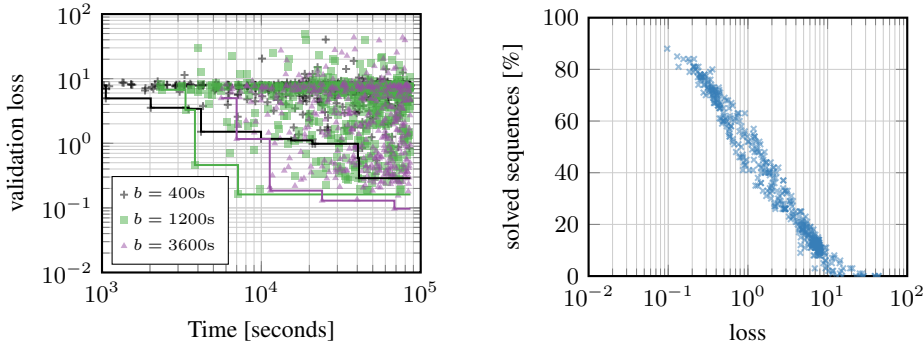 validation loss
10^2
10^1
10^0
10^−1
10^−2
b = 400s
b = 1200s
b = 3600s
10^3
10^4
10^5
Time [seconds]
solved sequences [%]
100
80
60
40
20
0
10^−2
10^−1
10^0
10^1
10^2
loss